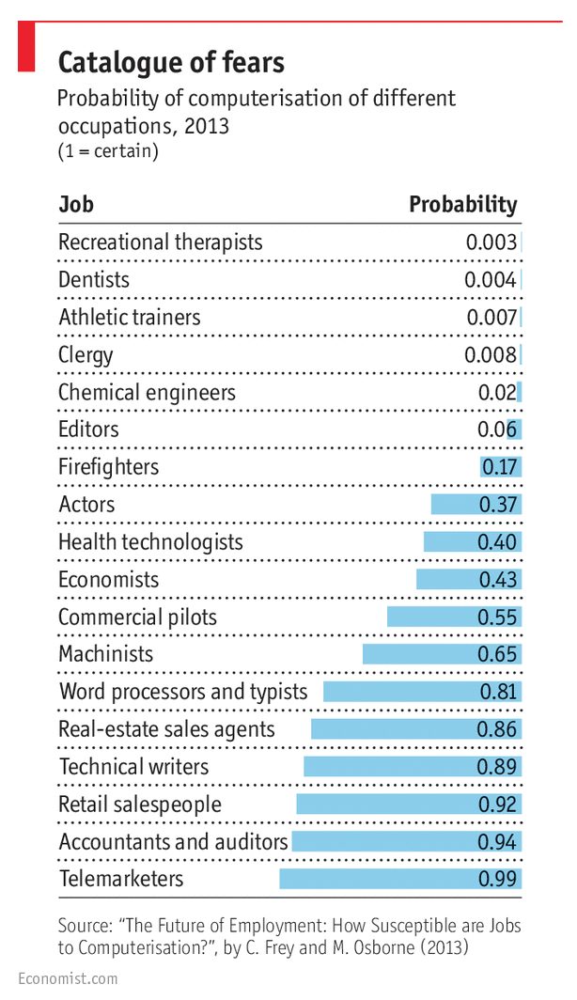 Catalogue of fears
Probability of computerisation of different
occupations, 2013
(1 = certain)
Job Probability
Recreational therapists 0.003
Dentists 0.004
Athletic trainers 0.007
Clergy 0.008
Chemical engineers 0.02
Editors 0.06
Firefighters 0.17
Actors 0.37
Health technologists 0.40
Economists 0.43
Commercial pilots 0.55
Machinists 0.65
Word processors and typists 0.81
Real-estate sales agents 0.86
Technical writers 0.89
Retail salespeople 0.92
Accountants and auditors 0.94
Telemarketers 0.99
Source: “The Future of Employment: How Susceptible are Jobs
to Computerisation?”, by C. Frey and M. Osborne (2013)
Economist.com